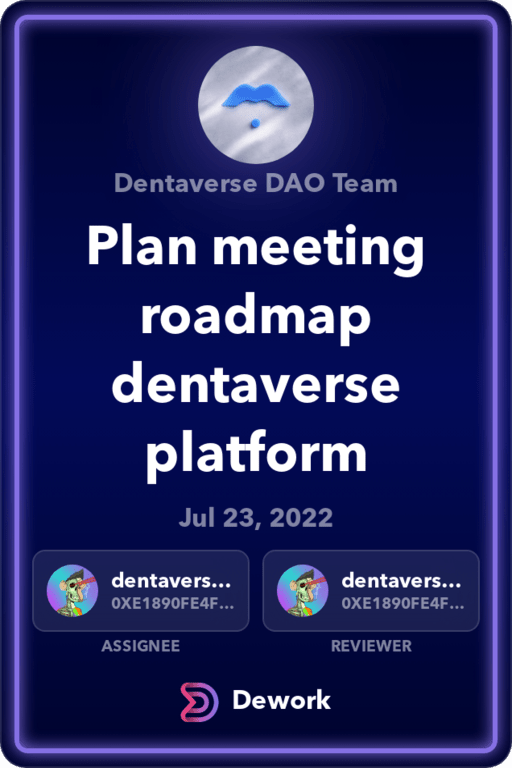 Dentaverse DAO Team
Plan meeting
roadmap
dentaverse
platform
Jul 23, 2022
dentavers...
0XE1890FE4F...
ASSIGNEE
dentavers...
0XE1890FE4F...
REVIEWER
Dework